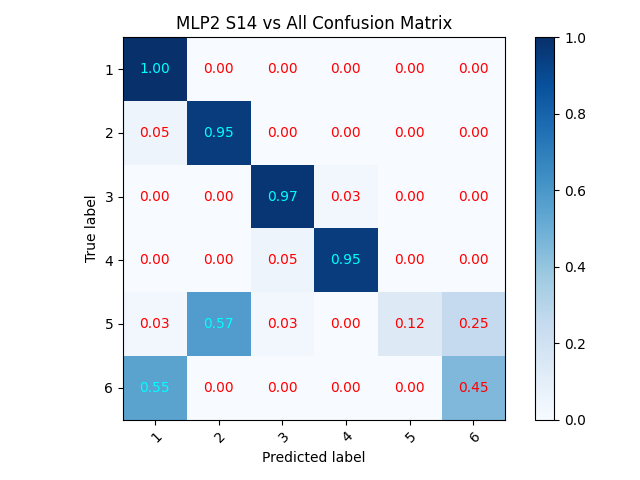 MLP2 S14 vs All Confusion Matrix
True label
1 1.00 0.00 0.00 0.00 0.00 0.00
2 0.05 0.95 0.00 0.00 0.00 0.00
3 0.00 0.00 0.97 0.03 0.00 0.00
4 0.00 0.00 0.05 0.95 0.00 0.00
5 0.03 0.57 0.03 0.00 0.12 0.25
6 0.55 0.00 0.00 0.00 0.00 0.45
1 2 3 4 5 6
Predicted label
1.0
0.8
0.6
0.4
0.2
0.0